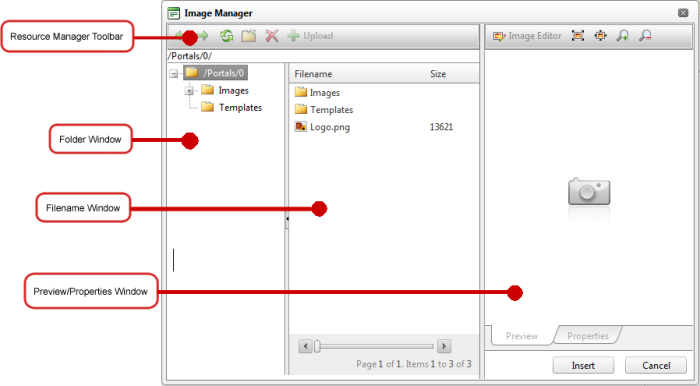 Image Manager
Resource Manager Toolbar
Upload
Image Editor
/Portals/0/
/Portals/0
Images
Templates
Filename Size
Images
Templates
Logo.png 13621
Folder Window
Filename Window
Preview/Properties Window
Preview Properties
Page 1 of 1. Items 1 to 3 of 3
Insert Cancel